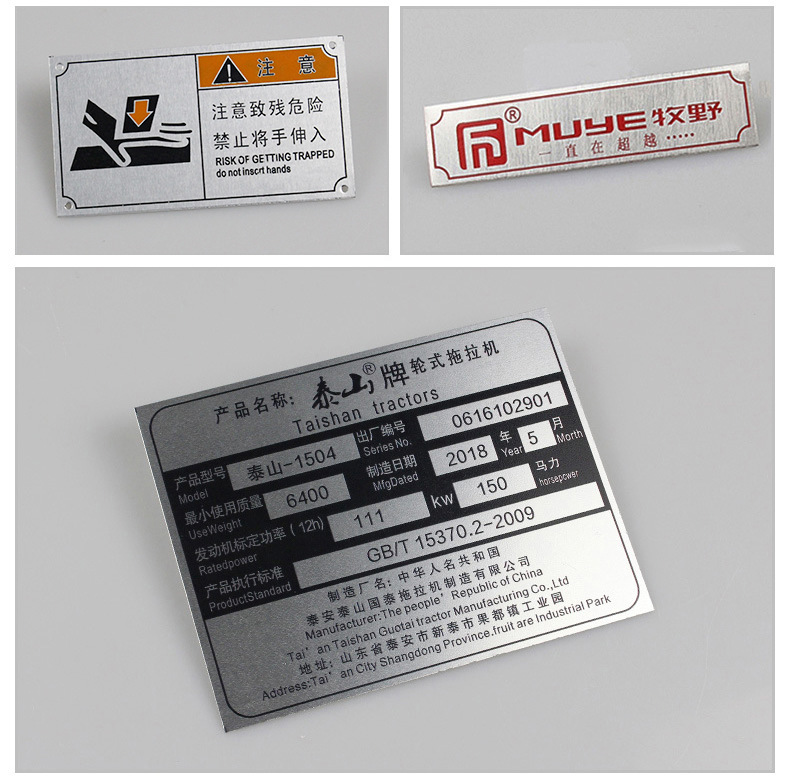 注 意
注意致残危险
禁止将手伸入
RISK OF GETTING TRAPPED
do not inscrt hands
® MUYE 牧野
一直在超越·····
产品名称: 泰山®牌 轮式拖拉机
Taishan tractors
产品型号 泰山-1504 出厂编号 0616102901
Model Series No.
最小使用质量 6400 制造日期 2018 年 5 月
UseWeight MfgDated Year Morth
发动机标定功率(12h) 111 kw 150 马力
Ratedpower horsepcwer
产品执行标准 GB/T 15370.2-2009
ProductStandard
制造厂名: 中华人名共和国
泰安泰山国泰拖拉机制造有限公司
Manufacturer:The people' Republic of China
Tai' an Taishan Guotai tractor Manufacturing Co.,Ltd
地址: 山东省泰安市新泰市果都镇工业园
Address:Tai' an City Shangdong Province.fruit are Industrial Park